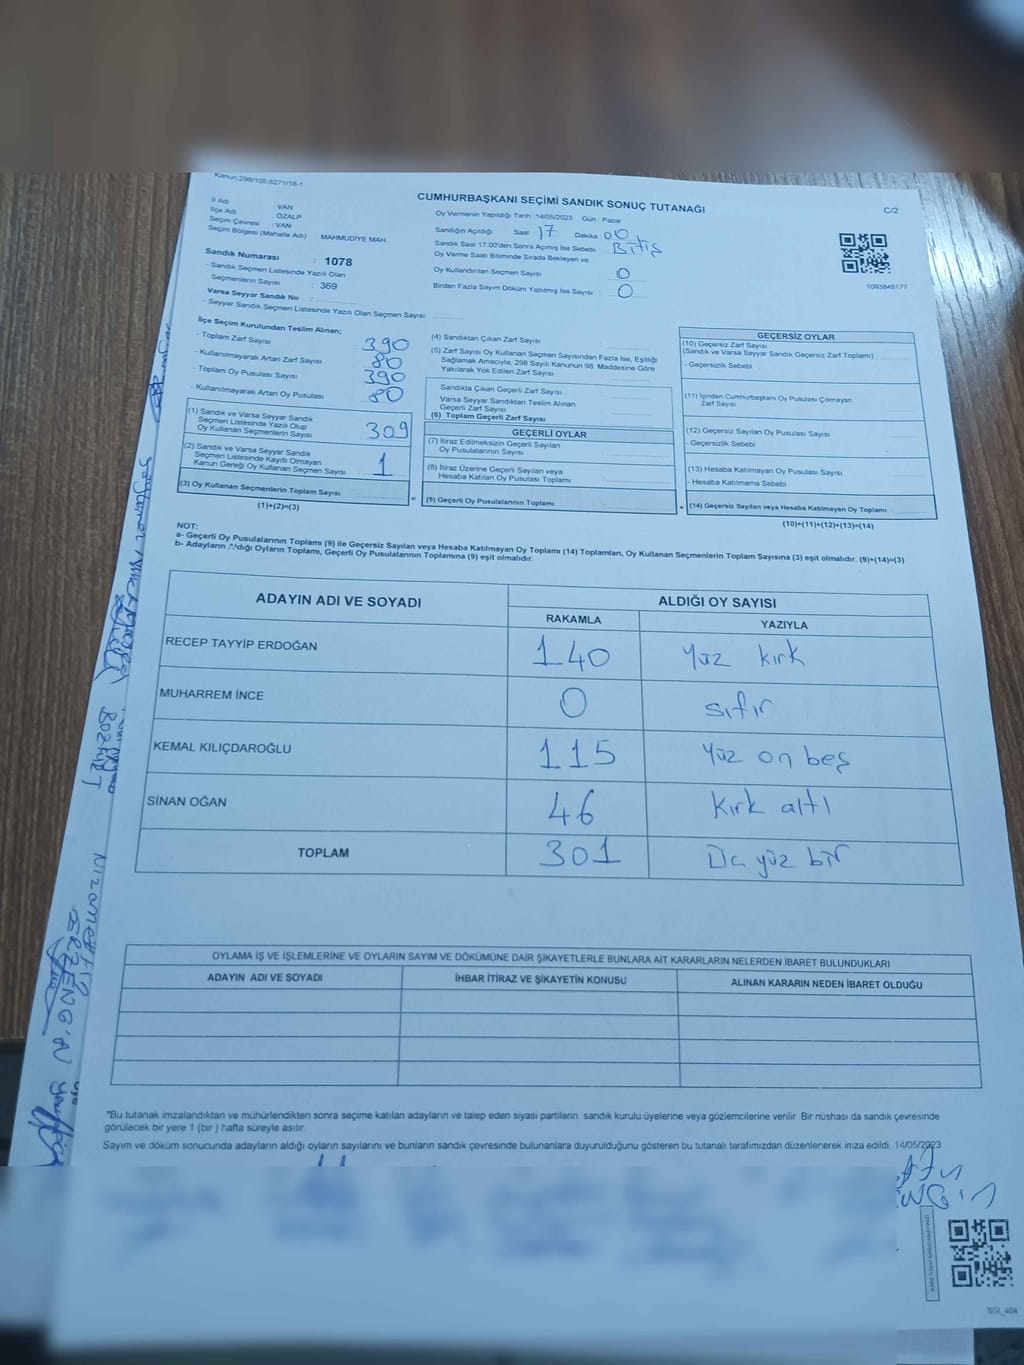 Kanun:298/105,6271/18-1
CUMHURBAŞKANI SEÇİMİ SANDIK SONUÇ TUTANAĞI
C/2
İl Adı : VAN
İlçe Adı : ÖZALP
Seçim Çevresi : VAN
Seçim Bölgesi (Mahalle Adı) MAHMUDİYE MAH.
Sandık Numarası : 1078
- Sandık Seçmen Listesinde Yazılı Olan
Seçmenlerin Sayısı : 369
Varsa Seyyar Sandık No :
- Seyyar Sandık Seçmen Listesinde Yazılı Olan Seçmen Sayısı:
Oy Vermenin Yapıldığı Tarih :14/05/2023 Gün : Pazar
Sandığın Açıldığı Saat 17 Dakika 00
Sandık Saat 17:00'den Sonra Açımış İse Sebebi : Bitiş
Oy Verme Saati Bitiminde Sırada Bekleyen ve
Oy Kullandırılan Seçmen Sayısı : 0
Birden Fazla Sayım Döküm Yapılmış İse Sayısı : 0
1093849177
İlçe Seçim Kurulundan Teslim Alınan;
- Toplam Zarf Sayısı 390
- Kullanılmayarak Artan Zarf Sayısı 80
- Toplam Oy Pusulası Sayısı 390
- Kullanılmayarak Artan Oy Pusulası 80
(1) Sandık ve Varsa Seyyar Sandık
Seçmen Listesinde Yazılı Olup
Oy Kullanan Seçmenlerin Sayısı 309
(2) Sandık ve Varsa Seyyar Sandık
Seçmen Listesinde Kayıtlı Olmayan
Kanun Gereği Oy Kullanan Seçmen Sayısı 1
(3) Oy Kullanan Seçmenlerin Toplam Sayısı
(1)+(2)=(3)
=
(4) Sandıktan Çıkan Zarf Sayısı
(5) Zarf Sayısı Oy Kullanan Seçmen Sayısından Fazla İse, Eşitliği
Sağlamak Amacıyla, 298 Sayılı Kanunun 98. Maddesine Göre
Yakılarak Yok Edilen Zarf Sayısı
Sandıkta Çıkan Geçerli Zarf Sayısı
Varsa Seyyar Sandıktan Teslim Alınan
Geçerli Zarf Sayısı
(6) Toplam Geçerli Zarf Sayısı
GEÇERLİ OYLAR
(7) İtiraz Edilmeksizin Geçerli Sayılan
Oy Pusulalarının Sayısı
(8) İtiraz Üzerine Geçerli Sayılan veya
Hesaba Katılan Oy Pusulası Toplamı
(9) Geçerli Oy Pusulalarının Toplamı
+
GEÇERSİZ OYLAR
(10) Geçersiz Zarf Sayısı
(Sandık ve Varsa Seyyar Sandık Geçersiz Zarf Toplamı)
- Geçersizlik Sebebi
(11) İçinden Cumhurbaşkanı Oy Pusulası Çıkmayan
Zarf Sayısı
(12) Geçersiz Sayılan Oy Pusulası Sayısı
- Geçersizlik Sebebi
(13) Hesaba Katılmayan Oy Pusulası Sayısı
- Hesaba Katılmama Sebebi
(14) Geçersiz Sayılan veya Hesaba Katılmayan Oy Toplamı
(10)+(11)+(12)+(13)=(14)
NOT:
a- Geçerli Oy Pusulalarının Toplamı (9) ile Geçersiz Sayılan veya Hesaba Katılmayan Oy Toplamı (14) Toplamları, Oy Kullanan Seçmenlerin Toplam Sayısına (3) eşit olmalıdır. (9)+(14)=(3)
b- Adayların Aldığı Oyların Toplamı, Geçerli Oy Pusulalarının Toplamına (9) eşit olmalıdır.
ADAYIN ADI VE SOYADI
ALDIĞI OY SAYISI
RAKAMLA YAZIYLA
RECEP TAYYİP ERDOĞAN 140 Yüz kırk
MUHARREM İNCE 0 sıfır
KEMAL KILIÇDAROĞLU 115 Yüz on beş
SİNAN OĞAN 46 Kırk altı
TOPLAM 301 yüz bir
OYLAMA İŞ VE İŞLEMLERİNE VE OYLARIN SAYIM VE DÖKÜMÜNE DAİR ŞİKAYETLERLE BUNLARA AİT KARARLARIN NELERDEN İBARET BULUNDUKLARI
ADAYIN ADI VE SOYADI İHBAR İTİRAZ VE ŞİKAYETİN KONUSU ALINAN KARARIN NEDEN İBARET OLDUĞU
*Bu tutanak imzalandıktan ve mühürlendikten sonra seçime katılan adayların ve talep eden siyasi partilerin sandık kurulu üyelerine veya gözlemcilerine verilir. Bir nüshası da sandık çevresinde
görülecek bir yere 1 (bir ) hafta süreyle asılır.
Sayım ve döküm sonucunda adayların aldığı oyların sayılarını ve bunların sandık çevresinde bulunanlara duyurulduğunu gösteren bu tutanak tarafımızdan düzenlenerek imza edildi. 14/05/2023
BOZKURT
Nizamettin
ERZENGİN